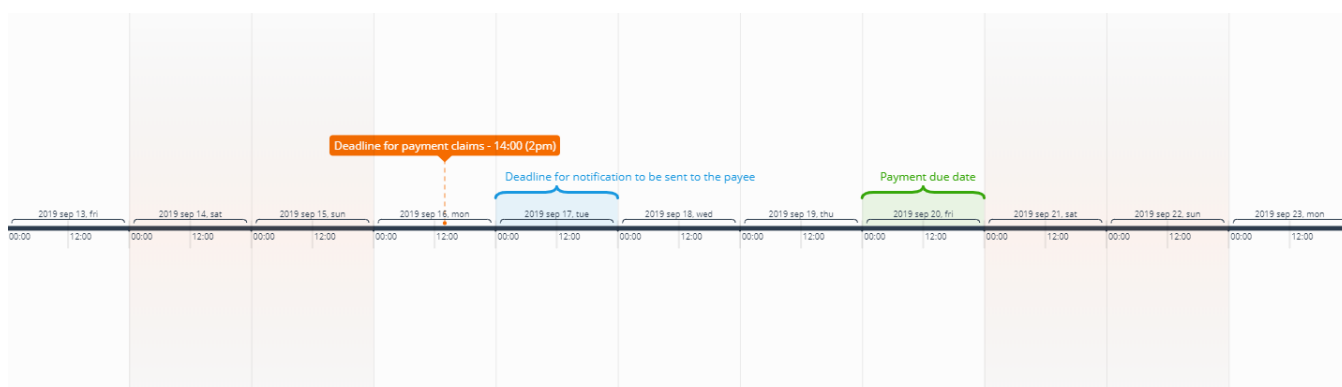 Deadline for payment claims - 14:00 (2pm)
Deadline for notification to be sent to the payee
Payment due date
2019 sep 13, fri
2019 sep 14, sat
2019 sep 15, sun
2019 sep 16, mon
2019 sep 17, tue
2019 sep 18, wed
2019 sep 19, thu
2019 sep 20, fri
2019 sep 21, sat
2019 sep 22, sun
2019 sep 23, mon
00:00
12:00
00:00
12:00
00:00
12:00
00:00
12:00
00:00
12:00
00:00
12:00
00:00
12:00
00:00
12:00
00:00
12:00
00:00
12:00
00:00
12:00